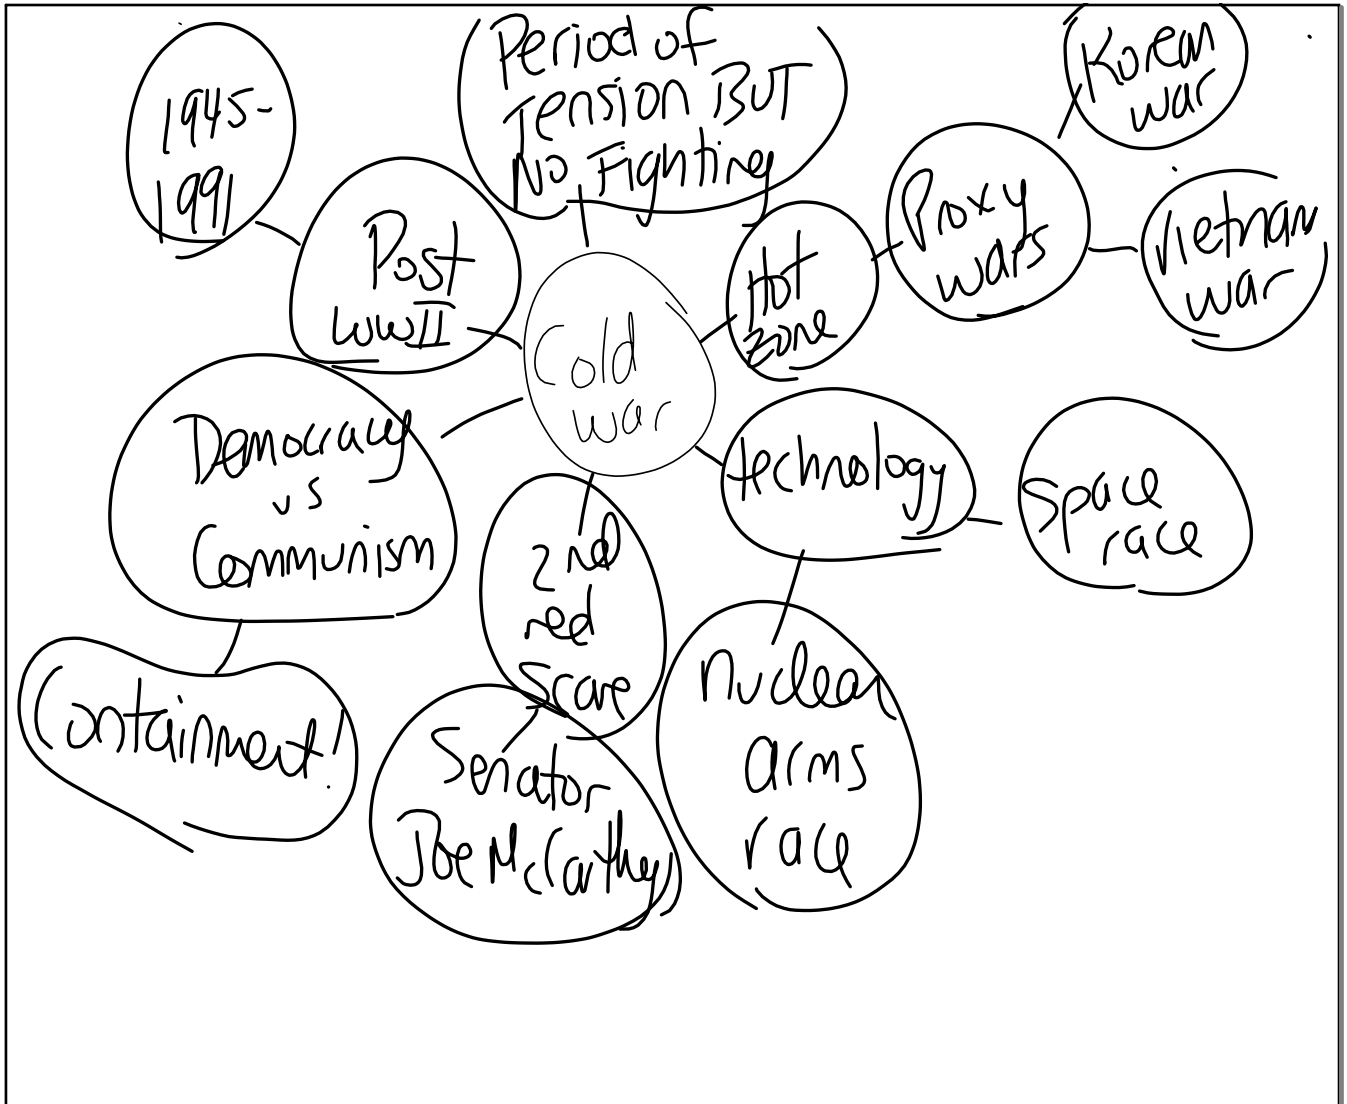 1945-
1991
Period of
Tension BUT
No Fighting
Korean
war
Post
WWII
Hot
zone
Proxy
wars
Vietnam
war
Cold
war
Democracy
vs
Communism
technology
Space
race
2nd
red
Scare
Containment!
Senator
Joe McCarthy
nuclear
arms
race